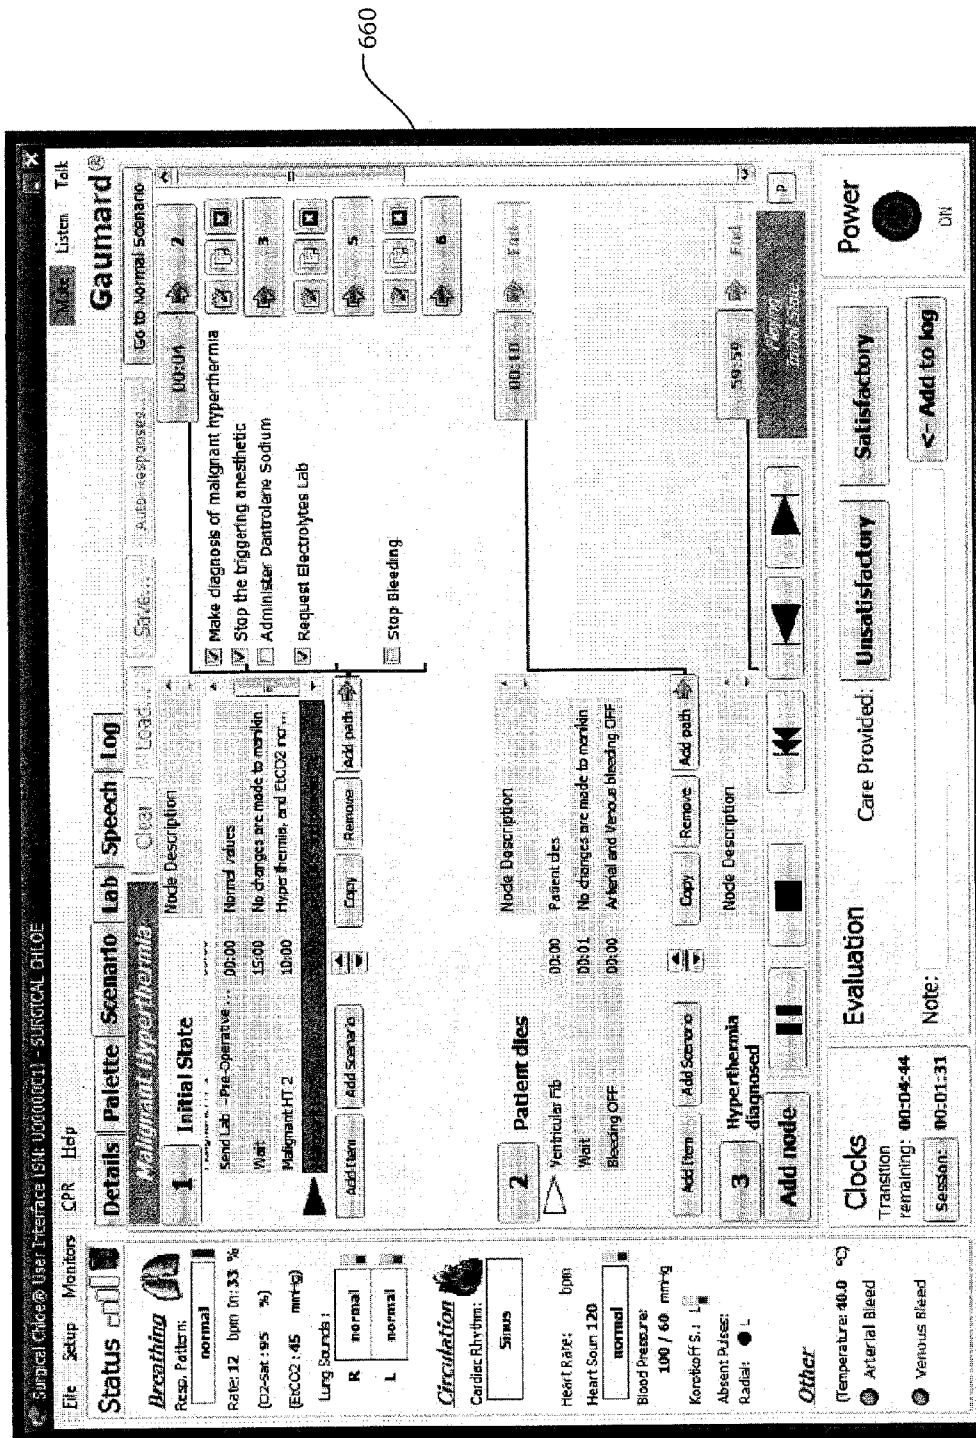 660
Surgical Chloe® User Interface
- SURGICAL CHLOE
File Setup Monitors CPR Help
Listen Talk
Status
Details Palette Scenario Lab Speech Log
Gaumard®
Malignant Hyperthermia
Clear Load... Save... Auto Responses... Go to Normal Scenario
Breathing
Resp. Pattern:
normal
Rate: 12 bpm In: 33 %
(O2-Sat : 95 %)
(EtCO2 : 45 mmHg)
Lung Sounds :
R normal
L normal
Circulation
Cardiac Rhythm:
Sinus
Heart Rate: bpm
Heart Soun 120
normal
Blood Pressure:
100 / 60 mmHg
Korotkoff S. : L
Absent Pulses:
Radial: L
Other
(Temperature: 40.0 °C)
Arterial Bleed
Venous Bleed
1 Initial State
Node Description
Send Lab - Pre-Operative ... 00:00 Normal values
Wait 15:00 No changes are made to manikin
Malignant HT 2 10:00 Hyperthermia, and EtCO2 incr...
Add Item Add Scenario Copy Remove Add path
00:04 2
Make diagnosis of malignant hyperthermia
Stop the triggering anesthetic
3
Administer Dantrolene Sodium
Request Electrolytes Lab
5
Stop Bleeding
6
2 Patient dies
Node Description
Ventricular Fib 00:00 Patient dies
Wait 00:01 No changes are made to manikin
Bleeding OFF 00:00 Arterial and Venous bleeding OFF
Add Item Add Scenario Copy Remove Add path
00:10 End
3 Hyperthermia diagnosed
Node Description
59:59 End
Add node
P
Clocks
Transition
remaining: 00:04:44
Session: 00:01:31
Evaluation
Care Provided: Unsatisfactory Satisfactory
Note:
<- Add to log
Power
ON